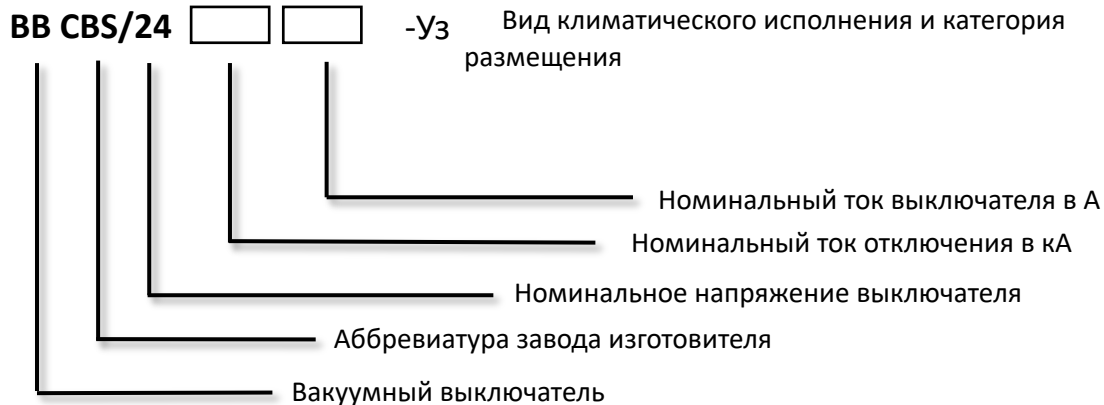 ВВ CBS/24 -Уз Вид климатического исполнения и категория
размещения
Номинальный ток выключателя в А
Номинальный ток отключения в кА
Номинальное напряжение выключателя
Аббревиатура завода изготовителя
Вакуумный выключатель